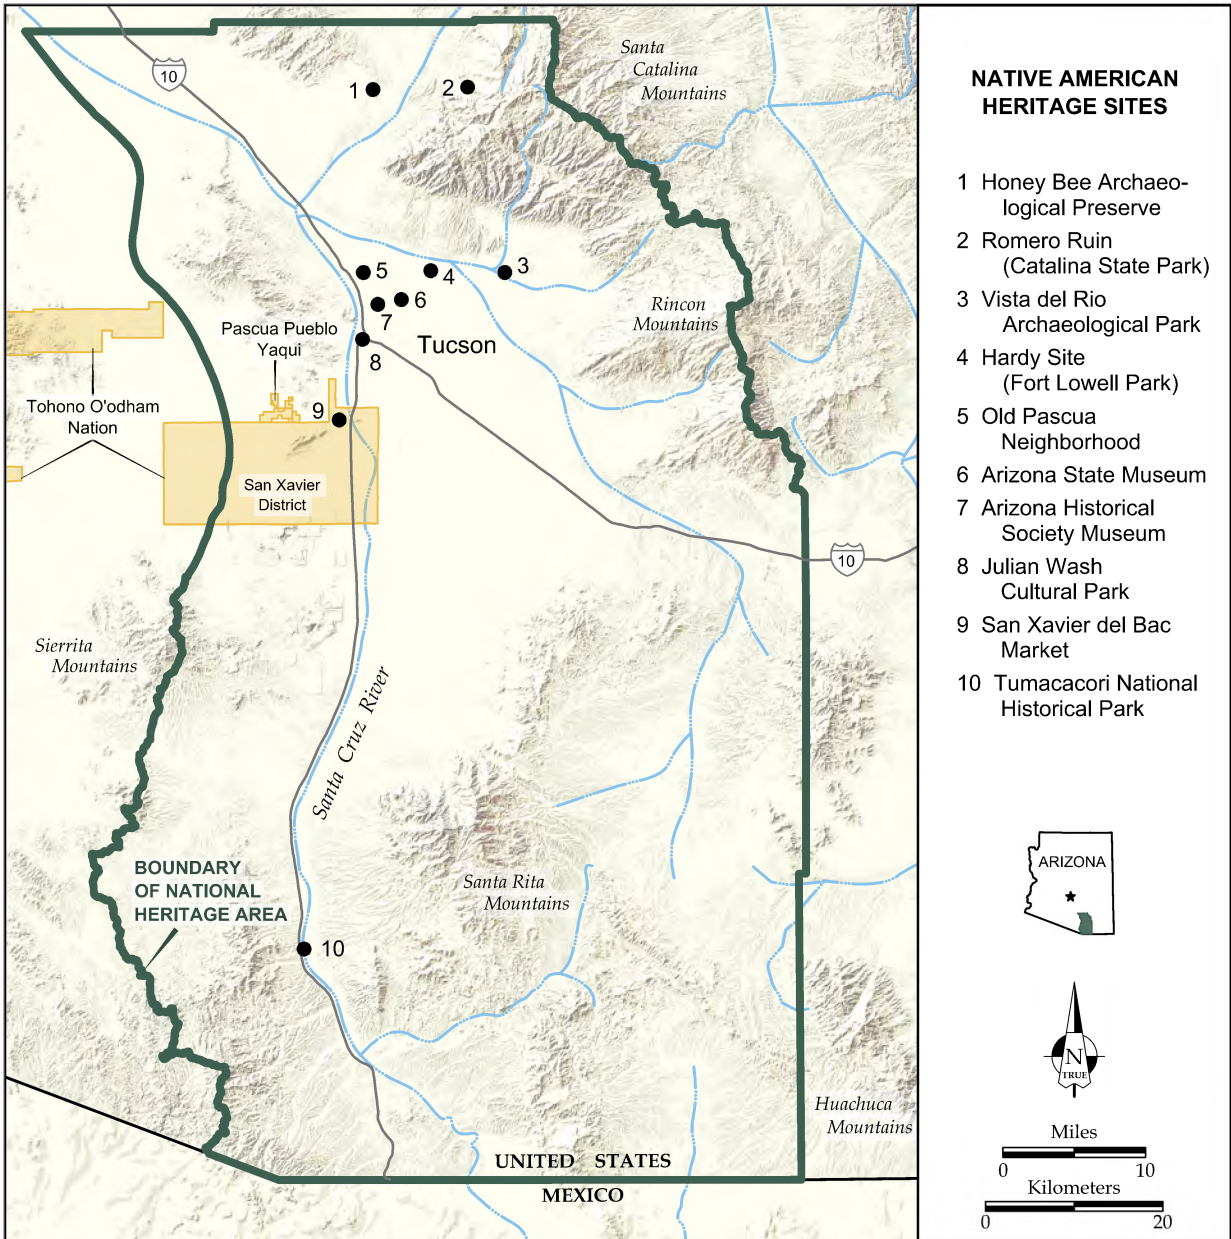 Santa
Catalina
Mountains
10
1
2
5
4
3
6
7
8
Tucson
Rincon
Mountains
Pascua Pueblo
Yaqui
Tohono O'odham
Nation
9
San Xavier
District
10
Sierrita
Mountains
Santa Cruz River
BOUNDARY
OF NATIONAL
HERITAGE AREA
Santa Rita
Mountains
10
Huachuca
Mountains
UNITED STATES
MEXICO
NATIVE AMERICAN
HERITAGE SITES
1 Honey Bee Archaeo-
logical Preserve
2 Romero Ruin
(Catalina State Park)
3 Vista del Rio
Archaeological Park
4 Hardy Site
(Fort Lowell Park)
5 Old Pascua
Neighborhood
6 Arizona State Museum
7 Arizona Historical
Society Museum
8 Julian Wash
Cultural Park
9 San Xavier del Bac
Market
10 Tumacacori National
Historical Park
ARIZONA
N
TRUE
Miles
0 10
Kilometers
0 20